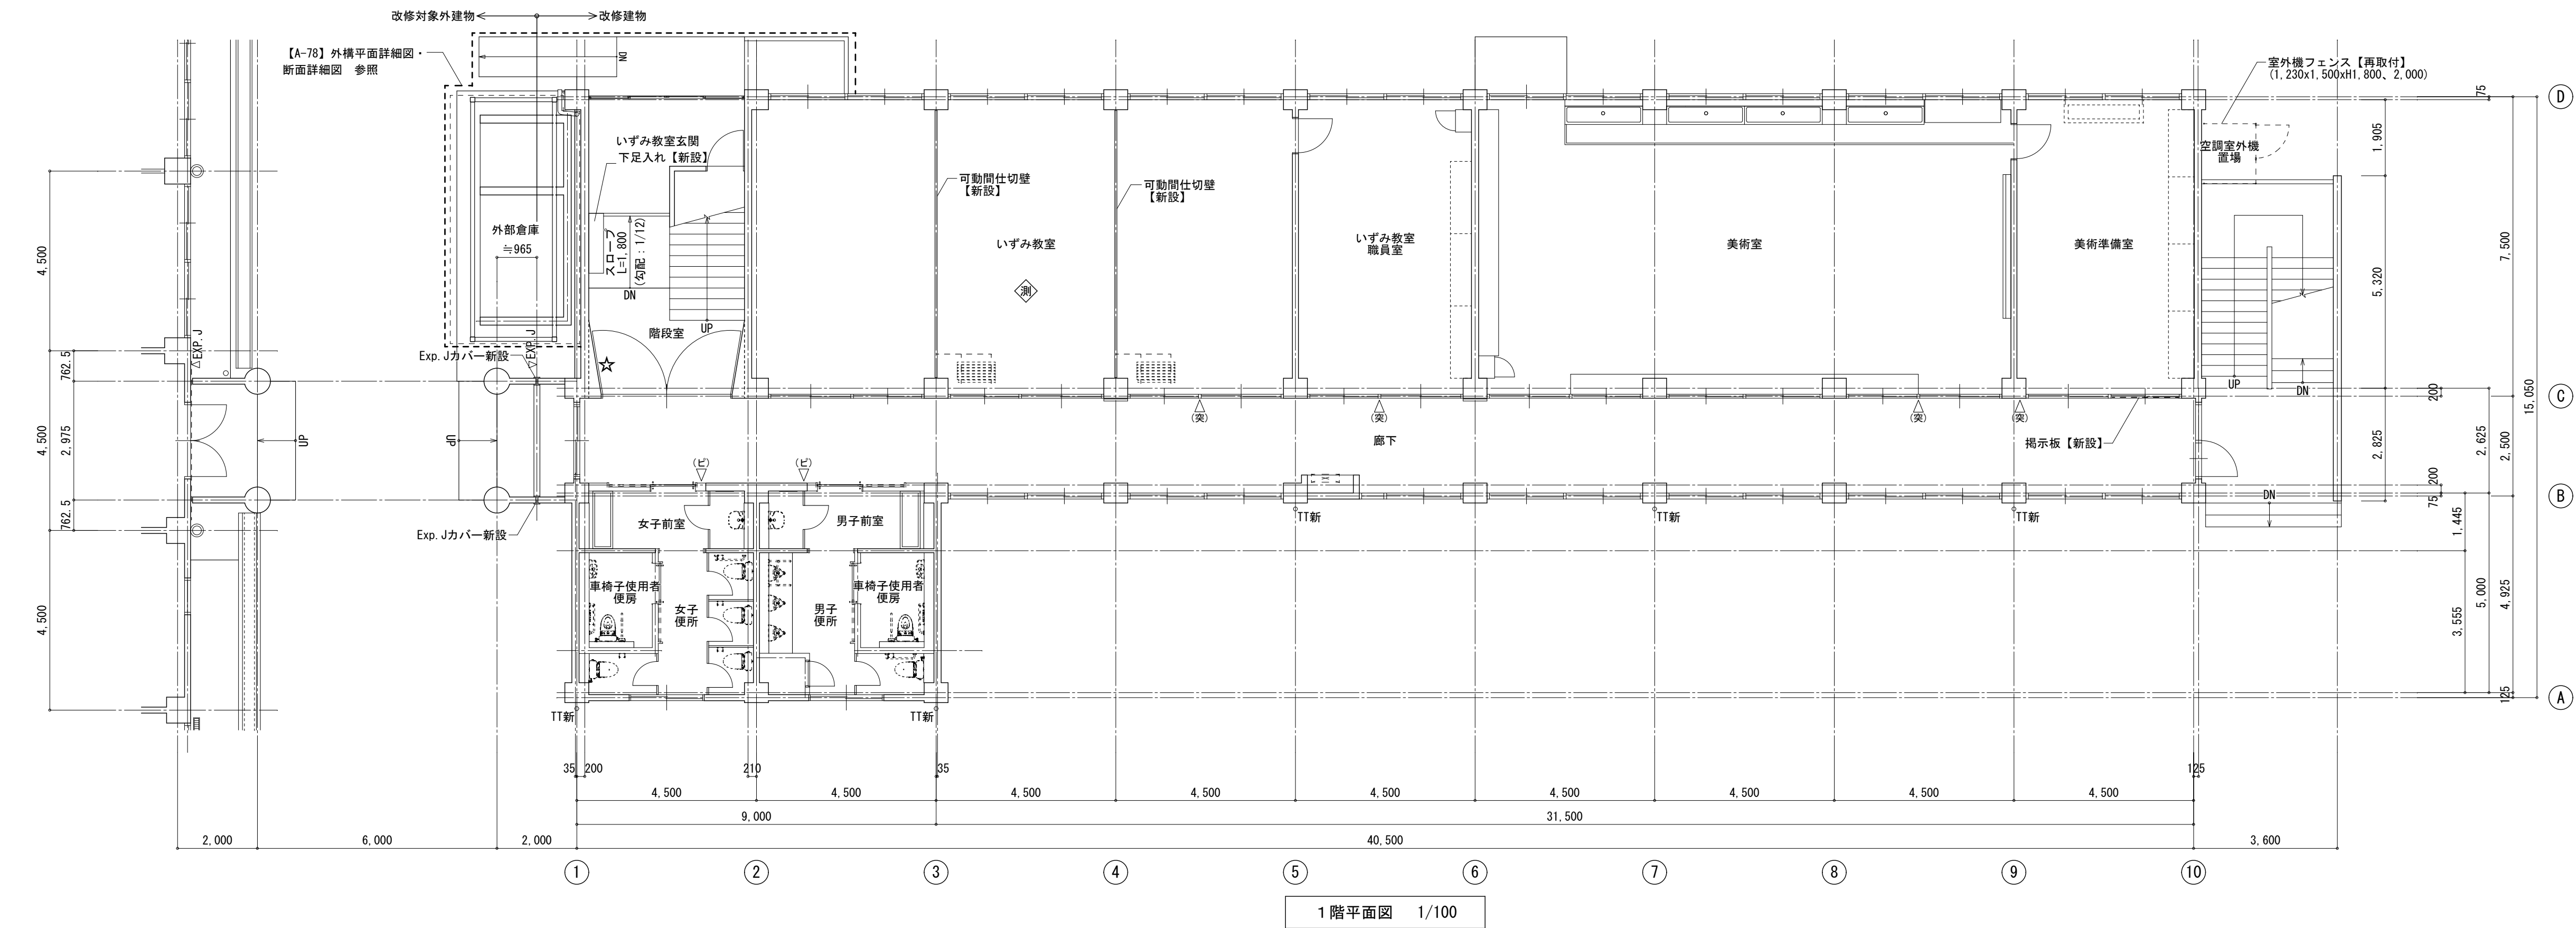 改修対象外建物
改修建物
【A-78】外構平面詳細図・
断面詳細図　参照
DN
室外機フェンス【再取付】
(1,230x1,500xH1,800、2,000)
75
D
いずみ教室玄関
下足入れ【新設】
可動間仕切壁
【新設】
可動間仕切壁
【新設】
空調室外機
置場
1,905
外部倉庫
≒965
スロープ
L=1,800
(勾配：1/12)
DN
UP
階段室
いずみ教室
測
いずみ教室
職員室
美術室
美術準備室
4,500
7,500
5,320
15,050
EXP.J
EXP.J
Exp.Jカバー新設
☆
762.5
UP
DN
200
C
(突)
(突)
(突)
(突)
廊下
掲示板【新設】
4,500
2,975
UP
UP
2,825
2,625
2,500
(ビ)
(ビ)
762.5
Exp.Jカバー新設
DN
200
75
B
TT新
TT新
TT新
女子前室
男子前室
1,445
車椅子使用者
便房
女子
便所
男子
便所
車椅子使用者
便房
4,500
3,555
5,000
4,925
125
A
TT新
TT新
35
200
210
35
125
4,500
4,500
4,500
4,500
4,500
4,500
4,500
4,500
4,500
9,000
31,500
2,000
6,000
2,000
40,500
3,600
1
2
3
4
5
6
7
8
9
10
1階平面図　1/100